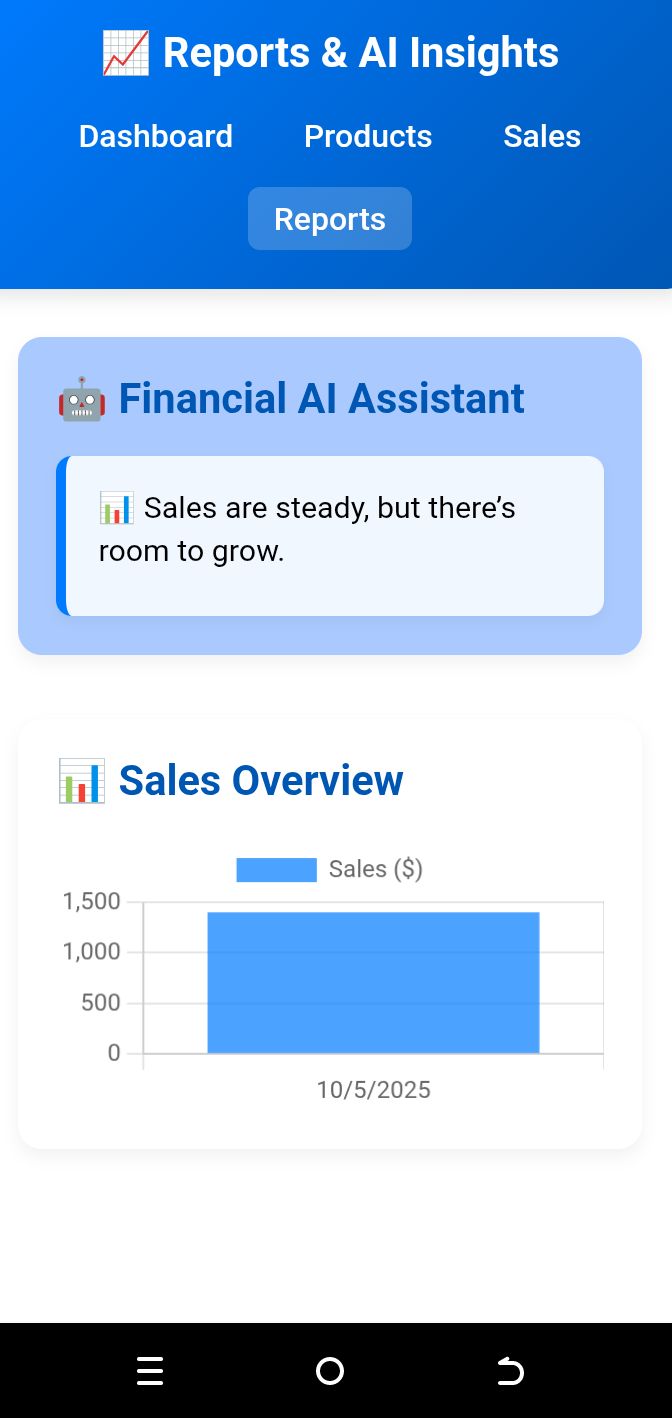 📈 Reports & AI Insights
Dashboard Products Sales
Reports
🤖 Financial AI Assistant
📊 Sales are steady, but there’s
room to grow.
📊 Sales Overview
Sales ($)
1,500
1,000
500
0
10/5/2025